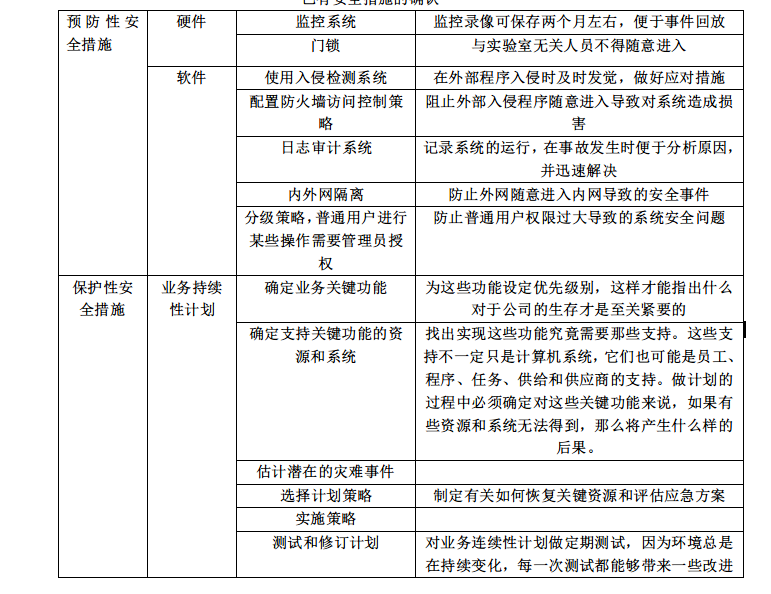 已有安全措施的确认
预防性安全措施 硬件 监控系统 监控录像可保存两个月左右，便于事件回放
门锁 与实验室无关人员不得随意进入
软件 使用入侵检测系统 在外部程序入侵时及时发觉，做好应对措施
配置防火墙访问控制策略 阻止外部入侵程序随意进入导致对系统造成损害
日志审计系统 记录系统的运行，在事故发生时便于分析原因，并迅速解决
内外网隔离 防止外网随意进入内网导致的安全事件
分级策略，普通用户进行某些操作需要管理员授权 防止普通用户权限过大导致的系统安全问题
保护性安全措施 业务持续性计划 确定业务关键功能 为这些功能设定优先级别，这样才能指出什么对于公司的生存才是至关紧要的
确定支持关键功能的资源和系统 找出实现这些功能究竟需要那些支持。这些支持不一定只是计算机系统，它们也可能是员工、程序、任务、供给和供应商的支持。做计划的过程中必须确定对这些关键功能来说，如果有些资源和系统无法得到，那么将产生什么样的后果。
估计潜在的灾难事件
选择计划策略 制定有关如何恢复关键资源和评估应急方案
实施策略
测试和修订计划 对业务连续性计划做定期测试，因为环境总是在持续变化，每一次测试都能够带来一些改进